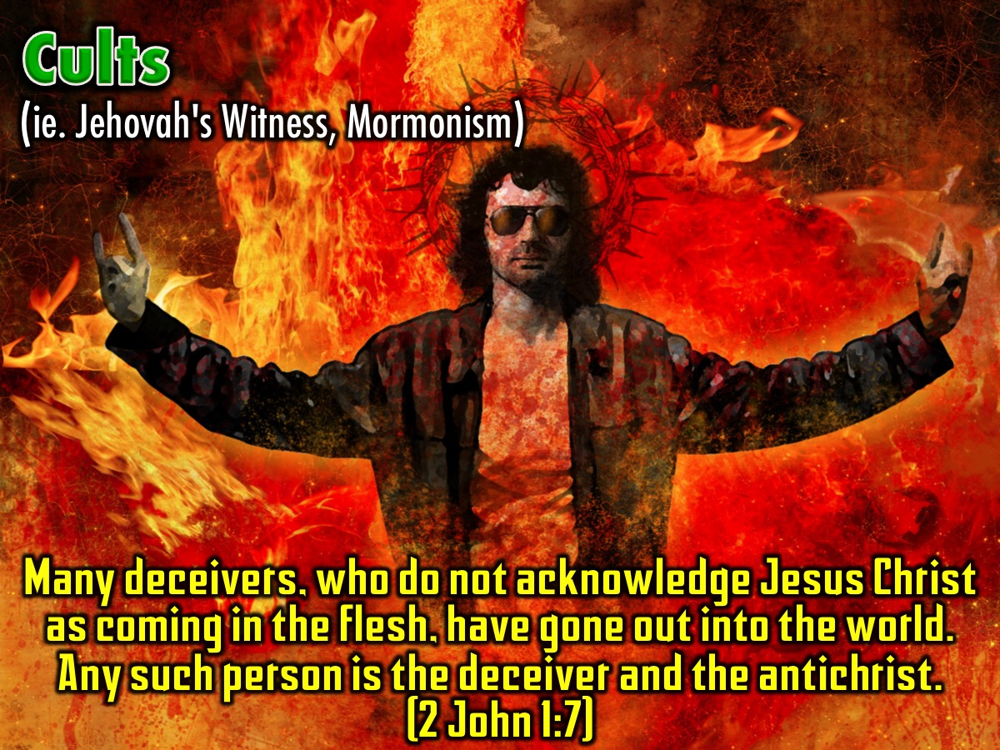 Cults
(ie. Jehovah's Witness, Mormonism)
Many deceivers, who do not acknowledge Jesus Christ
as coming in the flesh, have gone out into the world.
Any such person is the deceiver and the antichrist.
(2 John 1:7)